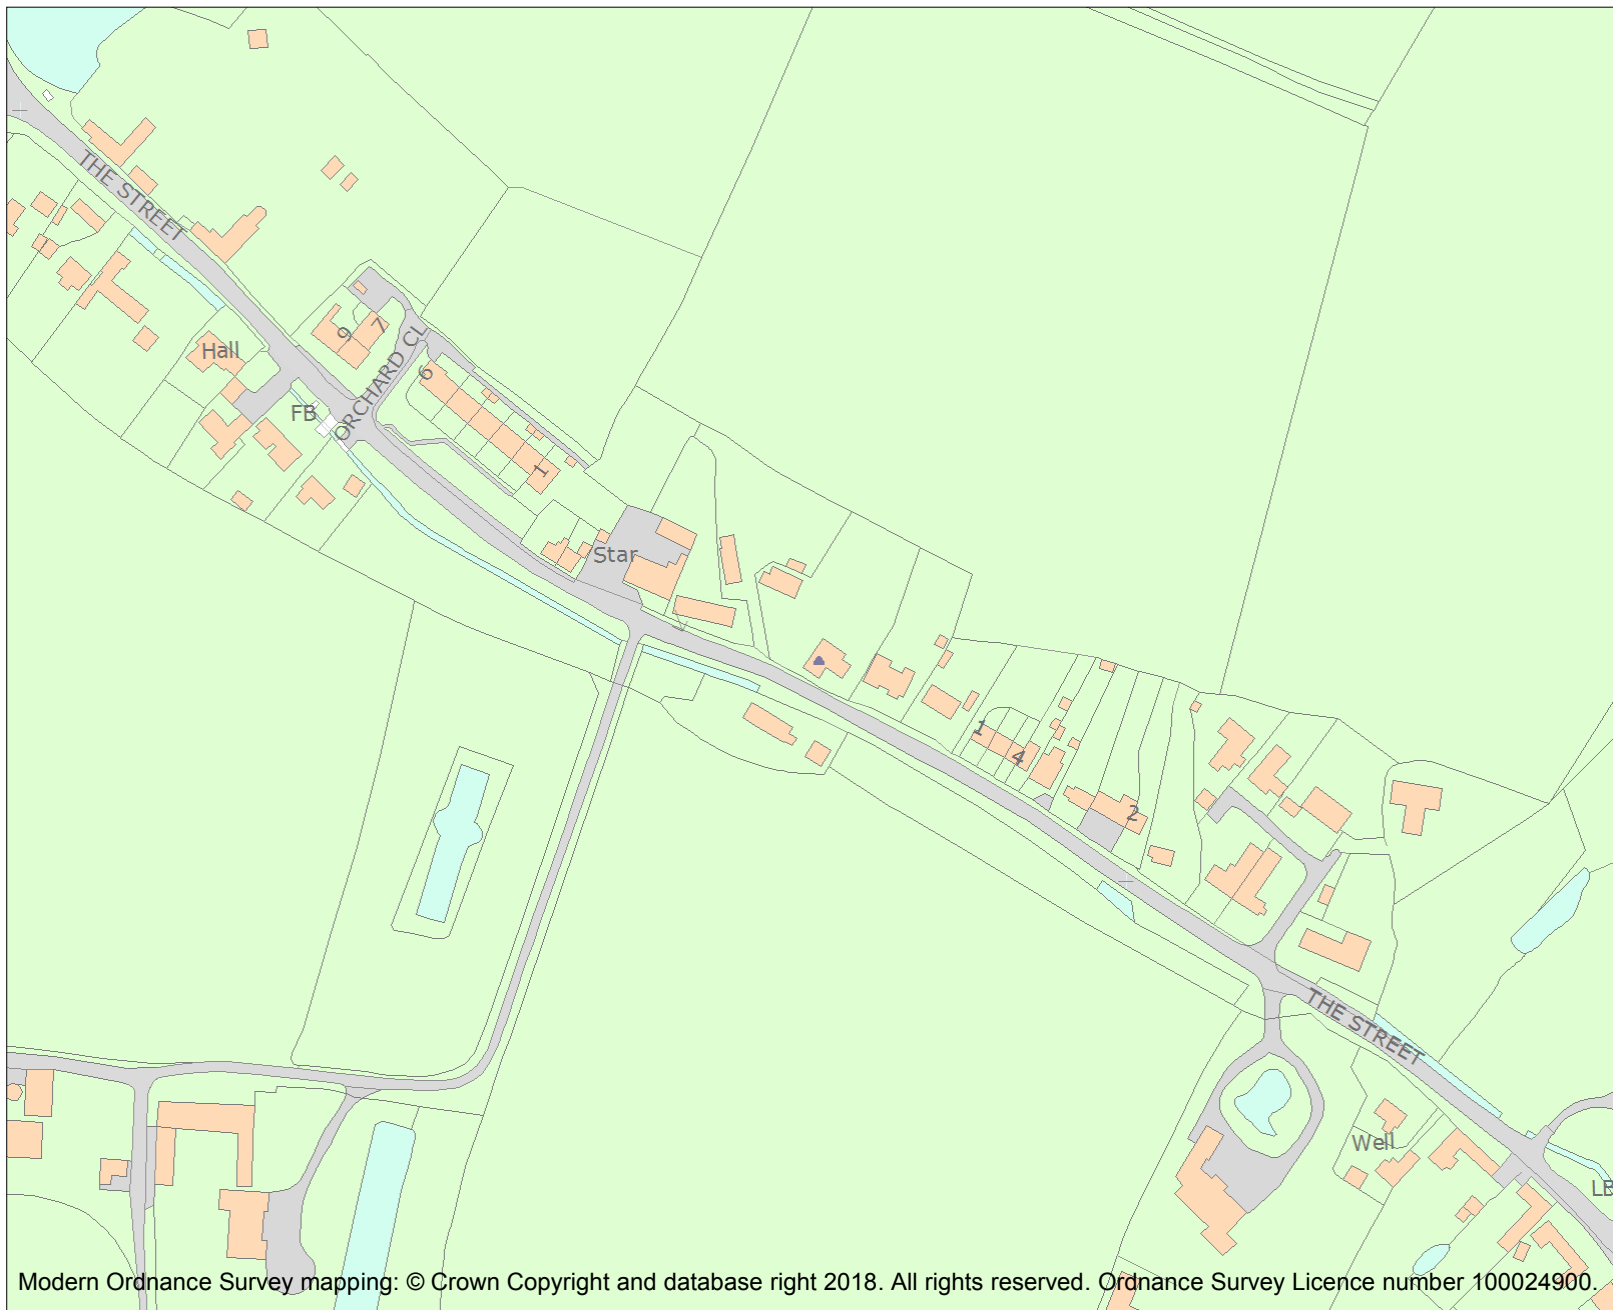 THE STREET
Hall
9
7
ORCHARD CL
6
FB
1
Star
1
4
2
THE STREET
Well
LB
Modern Ordnance Survey mapping: © Crown Copyright and database right 2018. All rights reserved. Ordnance Survey Licence number 100024900.